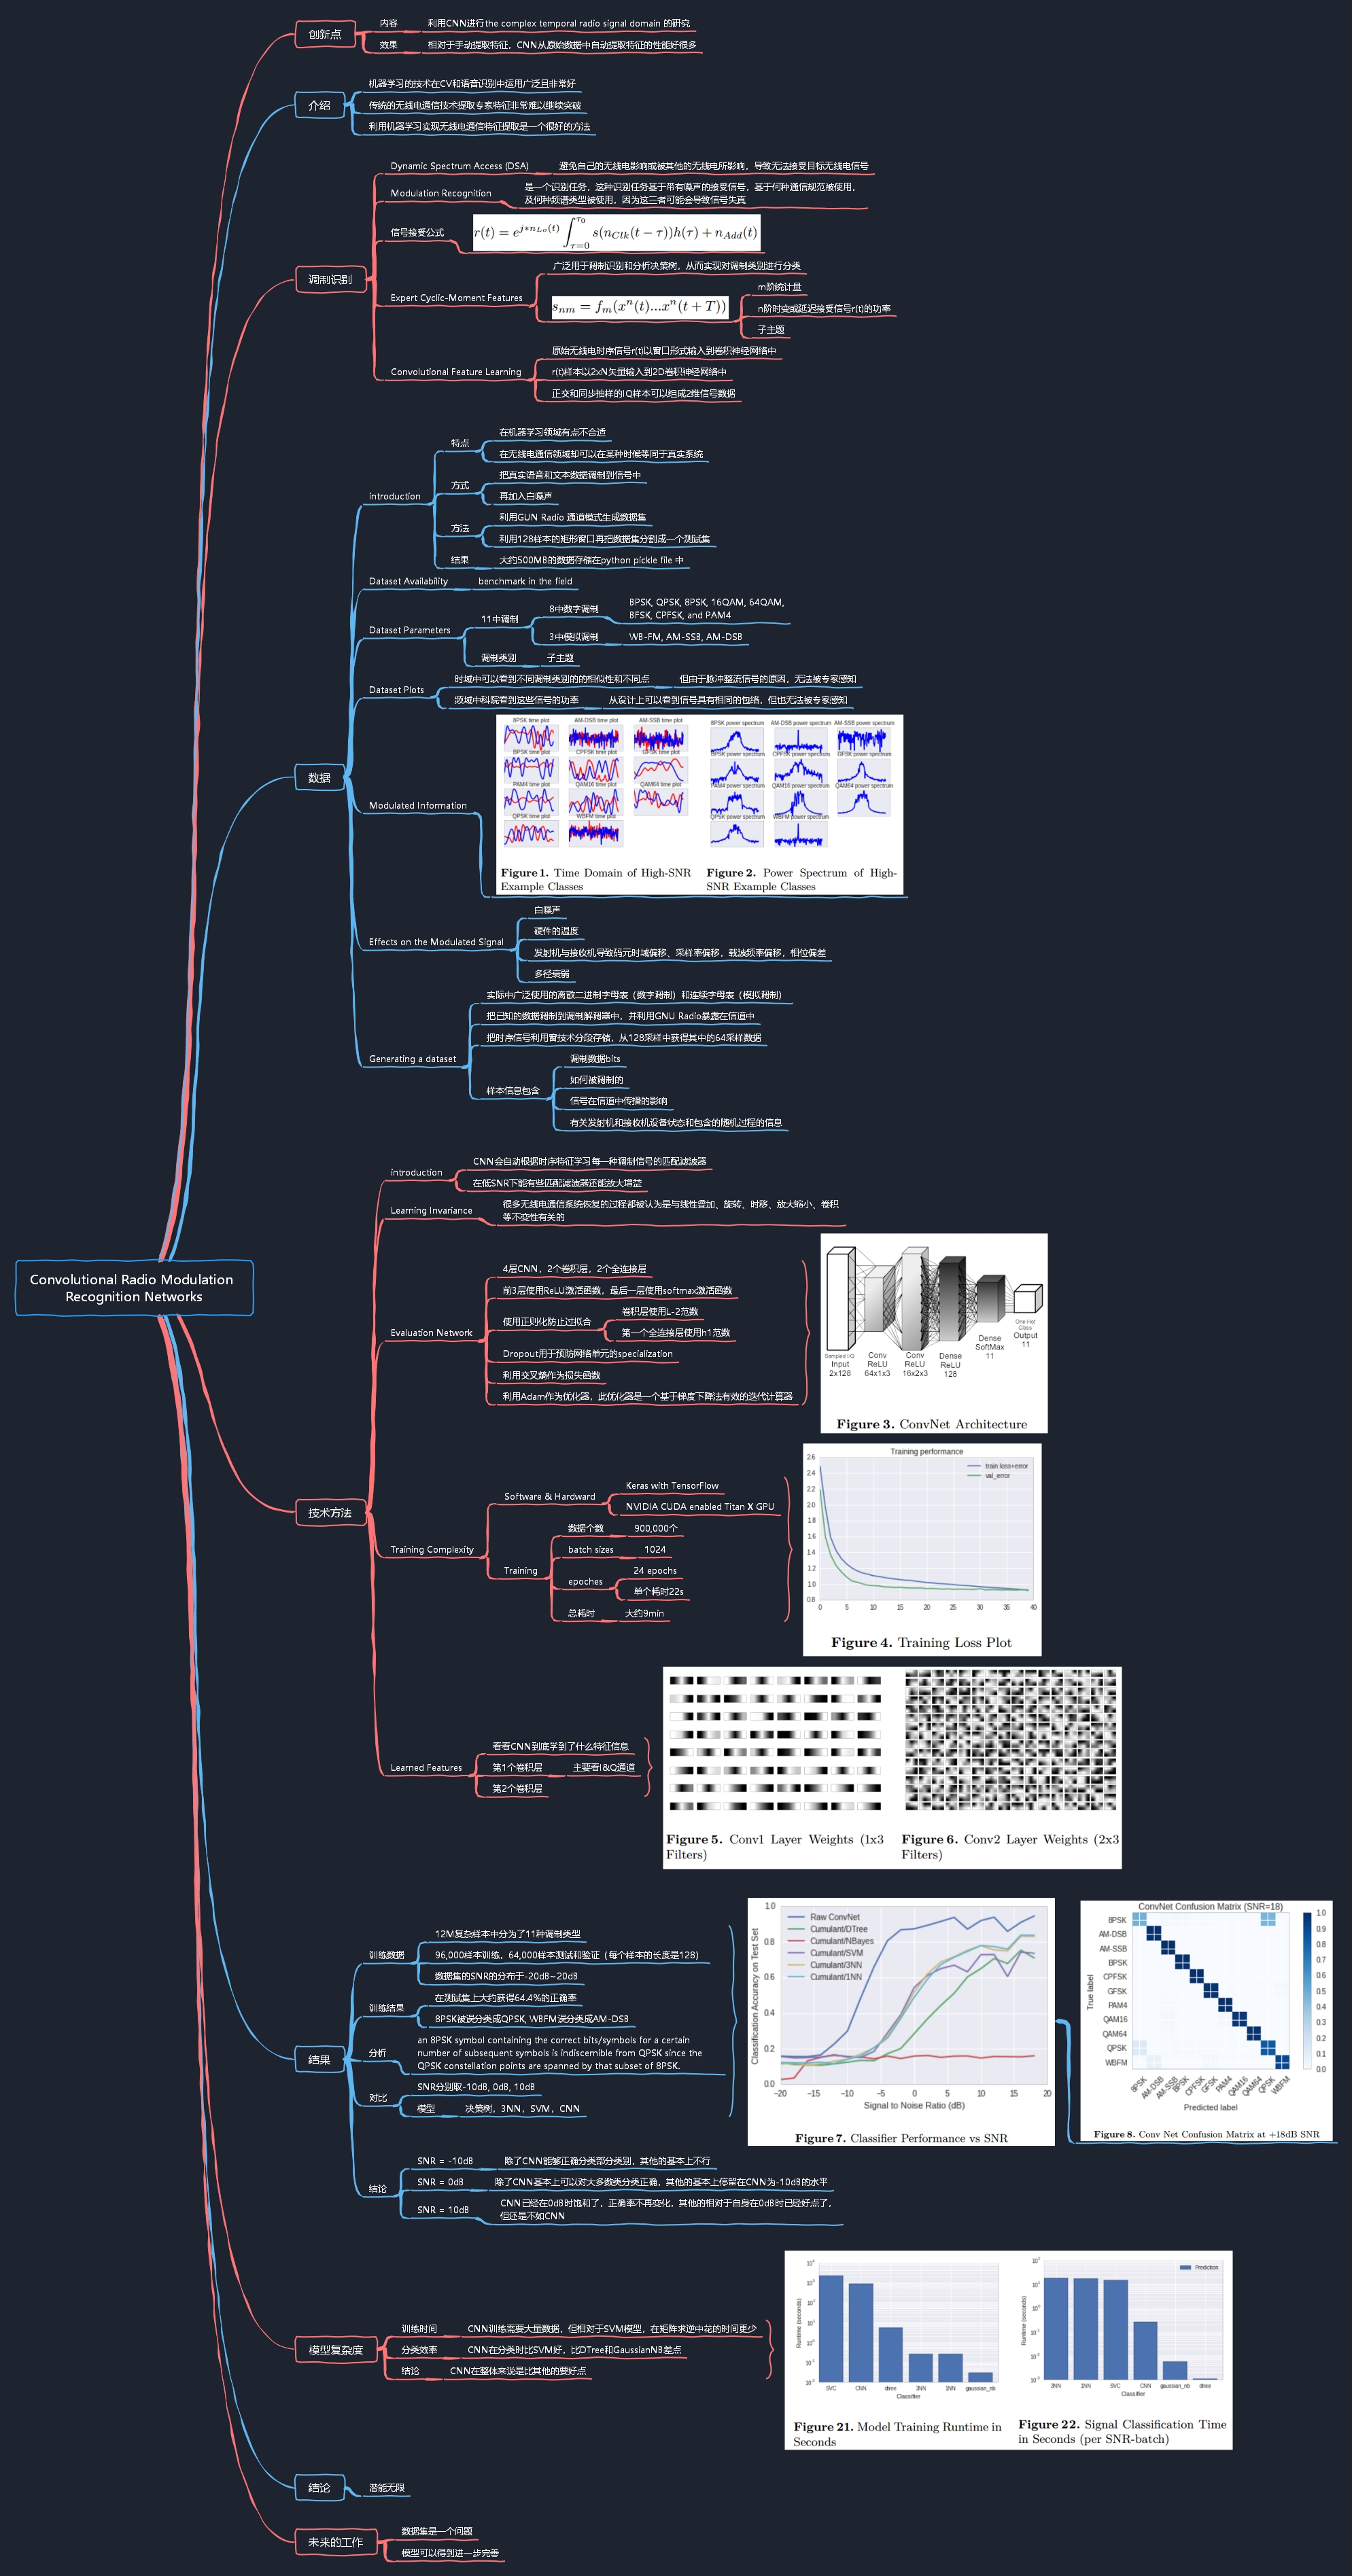 Convolutional Radio Modulation
Recognition Networks
创新点
内容
利用CNN进行the complex temporal radio signal domain 的研究
效果
相对于手动提取特征，CNN从原始数据中自动提取特征的性能好很多
介绍
机器学习的技术在CV和语音识别中运用广泛且非常好
传统的无线电通信技术提取专家特征非常难以继续突破
利用机器学习实现无线电通信特征提取是一个很好的方法
调制识别
Dynamic Spectrum Access (DSA)
避免自己的无线电影响或被其他的无线电所影响，导致无法接受目标无线电信号
Modulation Recognition
是一个识别任务，这种识别任务基于带有噪声的接受信号，基于何种通信规范被使用，
及何种频谱类型被使用，因为这三者可能会导致信号失真
信号接受公式
r(t) = e^{j*n_{Lo}(t)} ∫_{τ=0}^{τ_0} s(n_{Clk}(t − τ))h(τ) + n_{Add}(t)
Expert Cyclic-Moment Features
广泛用于调制识别和分析决策树，从而实现对调制类别进行分类
s_{nm} = f_m(x^n(t)...x^n(t + T))
m阶统计量
n阶时变或延迟接受信号r(t)的功率
子主题
Convolutional Feature Learning
原始无线电时序信号r(t)以窗口形式输入到卷积神经网络中
r(t)样本以2xN矢量输入到2D卷积神经网络中
正交和同步抽样的IQ样本可以组成2维信号数据
数据
introduction
特点
在机器学习领域有点不合适
在无线电通信领域却可以在某种时候等同于真实系统
方式
把真实语音和文本数据调制到信号中
再加入白噪声
方法
利用GUN Radio 通道模式生成数据集
利用128样本的矩形窗口再把数据集分割成一个测试集
结果
大约500MB的数据存储在python pickle file 中
Dataset Availability
benchmark in the field
Dataset Parameters
11中调制
8中数字调制
BPSK, QPSK, 8PSK, 16QAM, 64QAM,
BFSK, CPFSK, and PAM4
3中模拟调制
WB-FM, AM-SSB, AM-DSB
调制类别
子主题
Dataset Plots
时域中可以看到不同调制类别的的相似性和不同点
但由于脉冲整流信号的原因，无法被专家感知
频域中科院看到这些信号的功率
从设计上可以看到信号具有相同的包络，但也无法被专家感知
Modulated Information
8PSK time plot
AM-DSB time plot
AM-SSB time plot
BPSK time plot
CPFSK time plot
GFSK time plot
PAM4 time plot
QAM16 time plot
QAM64 time plot
QPSK time plot
WBFM time plot
8PSK power spectrum
AM-DSB power spectrum
AM-SSB power spectrum
BPSK power spectrum
CPFSK power spectrum
GFSK power spectrum
PAM4 power spectrum
QAM16 power spectrum
QAM64 power spectrum
QPSK power spectrum
WBFM power spectrum
Figure 1. Time Domain of High-SNR
Example Classes
Figure 2. Power Spectrum of High-
SNR Example Classes
Effects on the Modulated Signal
白噪声
硬件的温度
发射机与接收机导致码元时域偏移、采样率偏移，载波频率偏移，相位偏差
多径衰弱
Generating a dataset
实际中广泛使用的离散二进制字母表（数字调制）和连续字母表（模拟调制）
把已知的数据调制到调制解调器中，并利用GNU Radio暴露在信道中
把时序信号利用窗技术分段存储，从128采样中获得其中的64采样数据
样本信息包含
调制数据bits
如何被调制的
信号在信道中传播的影响
有关发射机和接收机设备状态和包含的随机过程的信息
技术方法
introduction
CNN会自动根据时序特征学习每一种调制信号的匹配滤波器
在低SNR下能有些匹配滤波器还能放大增益
Learning Invariance
很多无线电通信系统恢复的过程都被认为是与线性叠加、旋转、时移、放大缩小、卷积
等不变性有关的
Evaluation Network
4层CNN，2个卷积层，2个全连接层
前3层使用ReLU激活函数，最后一层使用softmax激活函数
使用正则化防止过拟合
卷积层使用L-2范数
第一个全连接层使用h1范数
Dropout用于预防网络单元的specialization
利用交叉熵作为损失函数
利用Adam作为优化器，此优化器是一个基于梯度下降法有效的迭代计算器
Sampled I/Q
Input
2x128
Conv
ReLU
64x1x3
Conv
ReLU
16x2x3
Dense
ReLU
128
Dense
SoftMax
11
One-Hot
Class
Output
11
Figure 3. ConvNet Architecture
Training Complexity
Software & Hardward
Keras with TensorFlow
NVIDIA CUDA enabled Titan X GPU
Training
数据个数
900,000个
batch sizes
1024
epoches
24 epochs
单个耗时22s
总耗时
大约9min
Training performance
train loss+error
val_error
2.6
2.4
2.2
2.0
1.8
1.6
1.4
1.2
1.0
0.8
0 5 10 15 20 25 30 35 40
Figure 4. Training Loss Plot
Learned Features
看看CNN到底学到了什么特征信息
第1个卷积层
主要看I&Q通道
第2个卷积层
Figure 5. Conv1 Layer Weights (1x3
Filters)
Figure 6. Conv2 Layer Weights (2x3
Filters)
结果
训练数据
12M复杂样本中分为了11种调制类型
96,000样本训练，64,000样本测试和验证（每个样本的长度是128）
数据集的SNR的分布于-20dB~20dB
训练结果
在测试集上大约获得64.4%的正确率
8PSK被误分类成QPSK, WBFM误分类成AM-DSB
分析
an 8PSK symbol containing the correct bits/symbols for a certain
number of subsequent symbols is indiscernible from QPSK since the
QPSK constellation points are spanned by that subset of 8PSK.
对比
SNR分别取-10dB, 0dB, 10dB
模型
决策树，3NN，SVM，CNN
结论
SNR = -10dB
除了CNN能够正确分类部分类别，其他的基本上不行
SNR = 0dB
除了CNN基本上可以对大多数类分类正确，其他的基本上停留在CNN为-10dB的水平
SNR = 10dB
CNN已经在0dB时饱和了，正确率不再变化，其他的相对于自身在0dB时已经好点了，
但还是不如CNN
Classification Accuracy on Test Set
1.0
0.8
0.6
0.4
0.2
0.0
Raw ConvNet
Cumulant/DTree
Cumulant/NBayes
Cumulant/SVM
Cumulant/3NN
Cumulant/1NN
−20 −15 −10 −5 0 5 10 15 20
Signal to Noise Ratio (dB)
Figure 7. Classifier Performance vs SNR
ConvNet Confusion Matrix (SNR=18)
True label
8PSK
AM-DSB
AM-SSB
BPSK
CPFSK
GFSK
PAM4
QAM16
QAM64
QPSK
WBFM
8PSK AM-DSB AM-SSB BPSK CPFSK GFSK PAM4 QAM16 QAM64 QPSK WBFM
Predicted label
1.0
0.9
0.8
0.7
0.6
0.5
0.4
0.3
0.2
0.1
0.0
Figure 8. Conv Net Confusion Matrix at +18dB SNR
模型复杂度
训练时间
CNN训练需要大量数据，但相对于SVM模型，在矩阵求逆中花的时间更少
分类效率
CNN在分类时比SVM好，比DTree和GaussianNB差点
结论
CNN在整体来说是比其他的要好点
Runtime (seconds)
SVC CNN dtree 3NN 1NN gaussian_nb
Classifier
Figure 21. Model Training Runtime in
Seconds
Runtime (seconds)
Prediction
3NN 1NN SVC CNN gaussian_nb dtree
Classifier
Figure 22. Signal Classification Time
in Seconds (per SNR-batch)
结论
潜能无限
未来的工作
数据集是一个问题
模型可以得到进一步完善